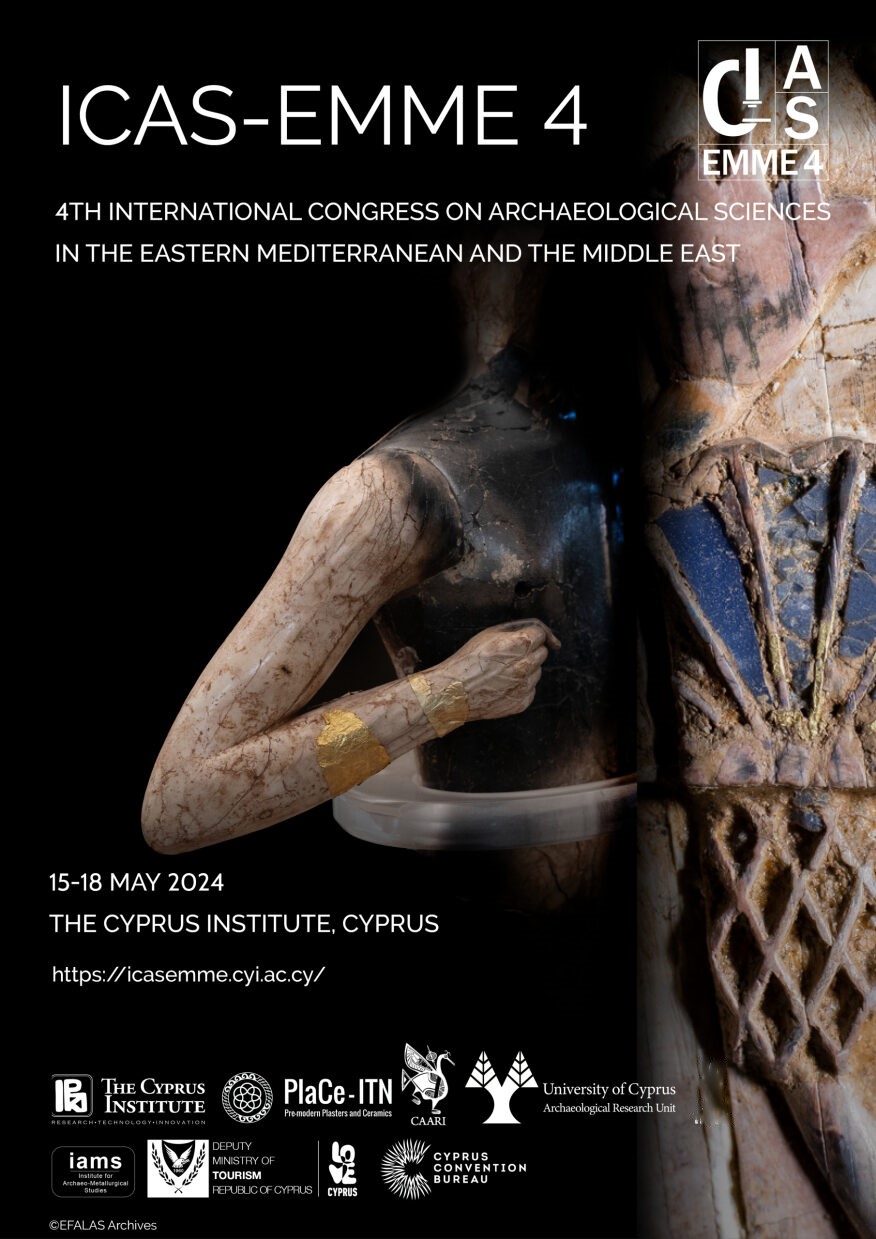 ICAS-EMME 4
CI A
S
EMME 4
4TH INTERNATIONAL CONGRESS ON ARCHAEOLOGICAL SCIENCES
IN THE EASTERN MEDITERRANEAN AND THE MIDDLE EAST
15-18 MAY 2024
THE CYPRUS INSTITUTE, CYPRUS
https://icasemme.cyi.ac.cy/
THE CYPRUS
INSTITUTE
RESEARCH•TECHNOLOGY•INNOVATION
PlaCe-ITN
Pre-modern Plasters and Ceramics
CAARI
University of Cyprus
Archaeological Research Unit
iams
Institute for
Archaeo-Metallurgical
Studies
DEPUTY
MINISTRY OF
TOURISM
REPUBLIC OF CYPRUS
LOVE
CYPRUS
CYPRUS
CONVENTION
BUREAU
©EFALAS Archives